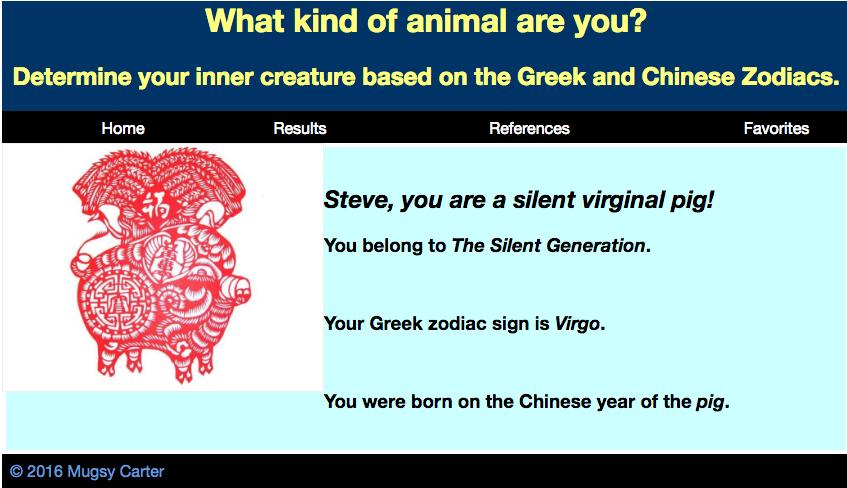 What kind of animal are you?
Determine your inner creature based on the Greek and Chinese Zodiacs.
Home Results References Favorites
福
Steve, you are a silent virginal pig!
You belong to The Silent Generation.
Your Greek zodiac sign is Virgo.
You were born on the Chinese year of the pig.
© 2016 Mugsy Carter